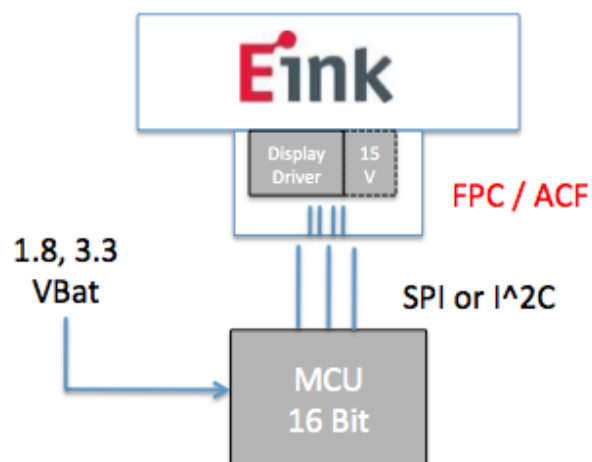 Eink
Display
Driver
15
V
FPC / ACF
1.8, 3.3
VBat
SPI or I^2C
MCU
16 Bit